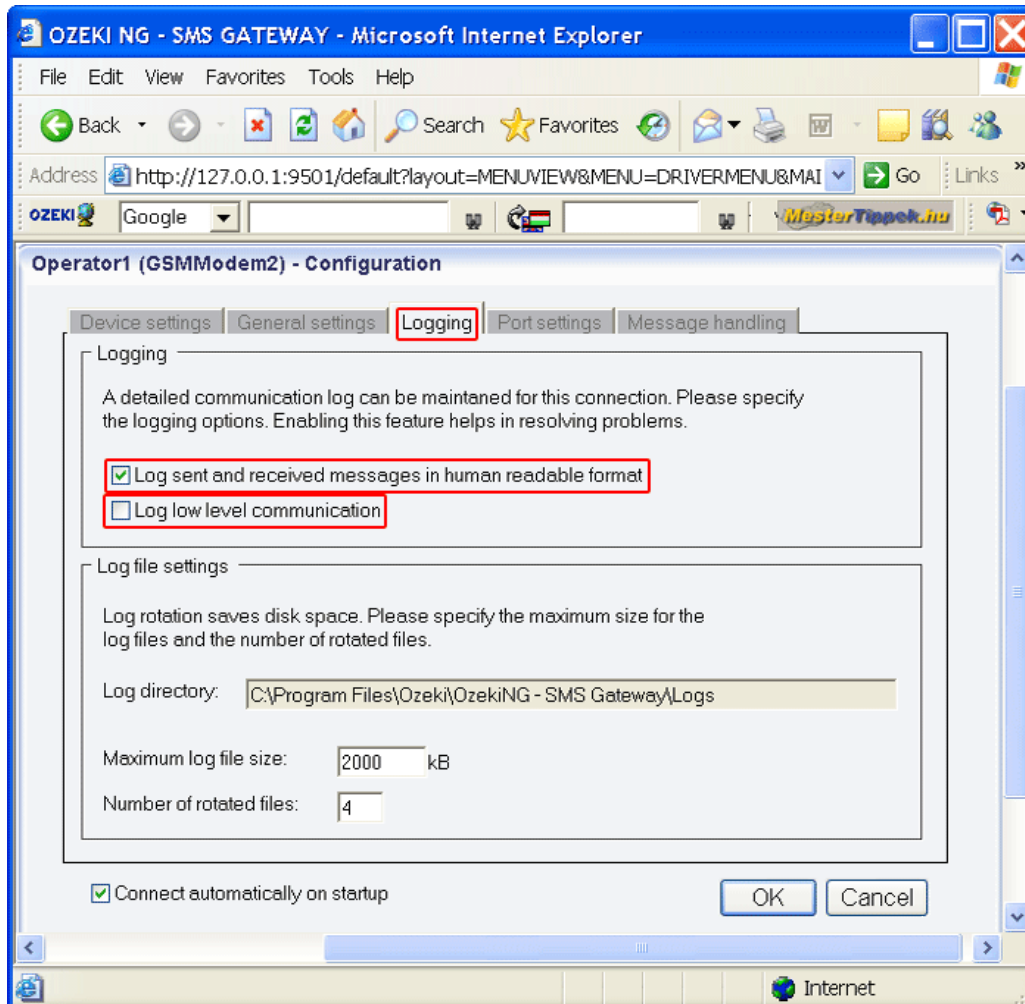 OZEKI NG - SMS GATEWAY - Microsoft Internet Explorer
File Edit View Favorites Tools Help
Back Search Favorites
Address http://127.0.0.1:9501/default?layout=MENUVIEW&MENU=DRIVERMENU&MAI Go Links »
OZEKI Google MesterTippek.hu
Operator1 (GSMModem2) - Configuration
Device settings General settings Logging Port settings Message handling
Logging
A detailed communication log can be maintaned for this connection. Please specify
the logging options. Enabling this feature helps in resolving problems.
Log sent and received messages in human readable format
Log low level communication
Log file settings
Log rotation saves disk space. Please specify the maximum size for the
log files and the number of rotated files.
Log directory: C:\Program Files\Ozeki\OzekiNG - SMS Gateway\Logs
Maximum log file size: 2000 kB
Number of rotated files: 4
Connect automatically on startup OK Cancel
Internet